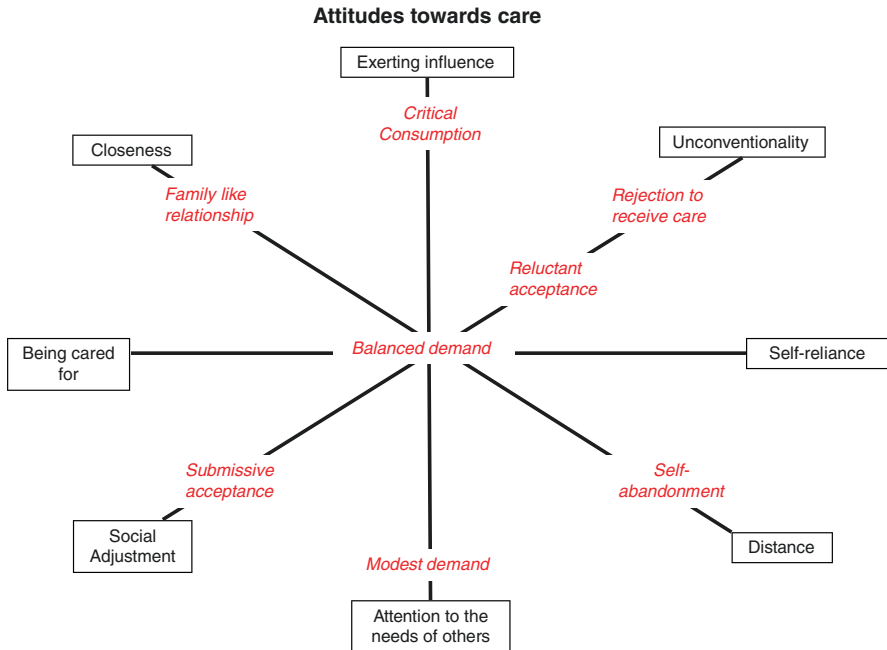 Attitudes towards care
Exerting influence
Critical
Consumption
Closeness
Unconventionality
Family like
relationship
Rejection to
receive care
Reluctant
acceptance
Being cared
for
Balanced demand
Self-reliance
Submissive
acceptance
Self-
abandonment
Social
Adjustment
Distance
Modest demand
Attention to the
needs of others